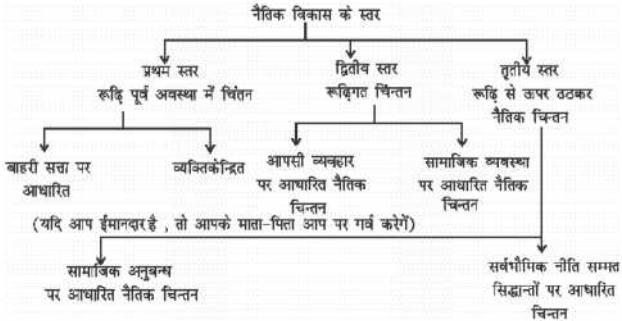 नैतिक विकास के स्तर
प्रथम स्तर
रूढ़ि पूर्व अवस्था में चिंतन
द्वितीय स्तर
रूढ़िगत चिंन्तन
तृतीय स्तर
रूढ़ि से ऊपर उठकर
नैतिक चिन्तन
बाहरी सत्ता पर
आधारित
व्यक्तिकेन्द्रित
आपसी व्यवहार
पर आधारित नैतिक
चिन्तन
सामाजिक व्यवस्था
पर आधारित नैतिक
चिन्तन
(यदि आप ईमानदार है , तो आपके माता-पिता आप पर गर्व करेगें)
सामाजिक अनुबन्ध
पर आधारित नैतिक चिन्तन
सर्वभौमिक नीति सम्मत
सिद्धान्तों पर आधारित
चिन्तन